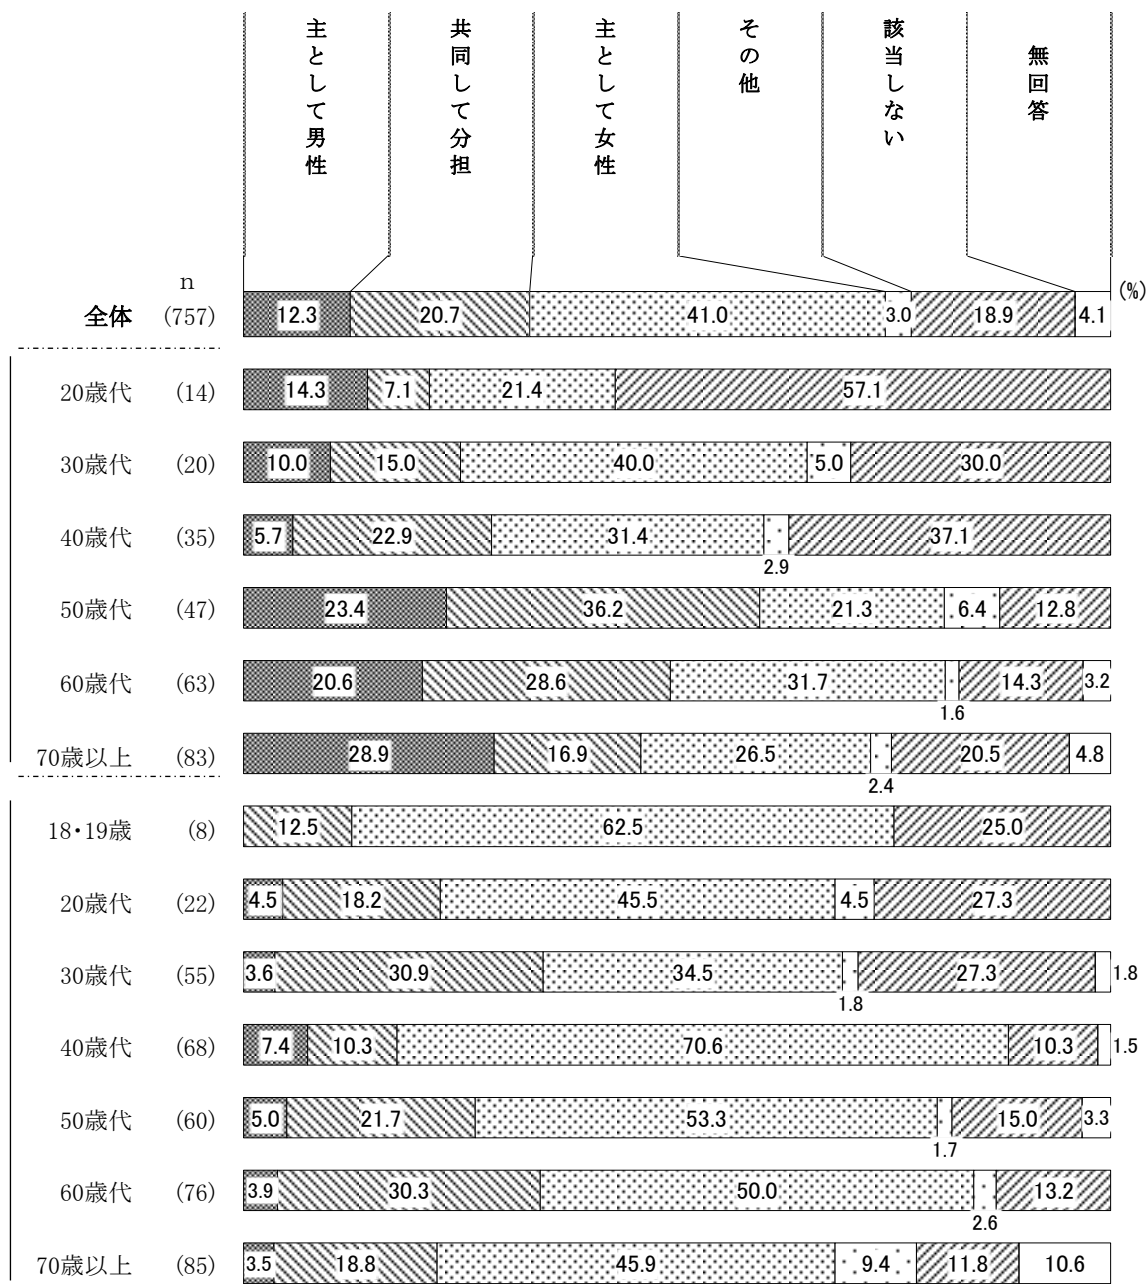 主として男性
共同して分担
主として女性
その他
該当しない
無回答
n
(%)
全体 (757) 12.3 20.7 41.0 3.0 18.9 4.1
20歳代 (14) 14.3 7.1 21.4 57.1
30歳代 (20) 10.0 15.0 40.0 5.0 30.0
40歳代 (35) 5.7 22.9 31.4 37.1
2.9
50歳代 (47) 23.4 36.2 21.3 6.4 12.8
60歳代 (63) 20.6 28.6 31.7 14.3 3.2
1.6
70歳以上 (83) 28.9 16.9 26.5 20.5 4.8
2.4
18・19歳 (8) 12.5 62.5 25.0
20歳代 (22) 4.5 18.2 45.5 4.5 27.3
30歳代 (55) 3.6 30.9 34.5 27.3 1.8
1.8
40歳代 (68) 7.4 10.3 70.6 10.3 1.5
50歳代 (60) 5.0 21.7 53.3 15.0 3.3
1.7
60歳代 (76) 3.9 30.3 50.0 13.2
2.6
70歳以上 (85) 3.5 18.8 45.9 9.4 11.8 10.6